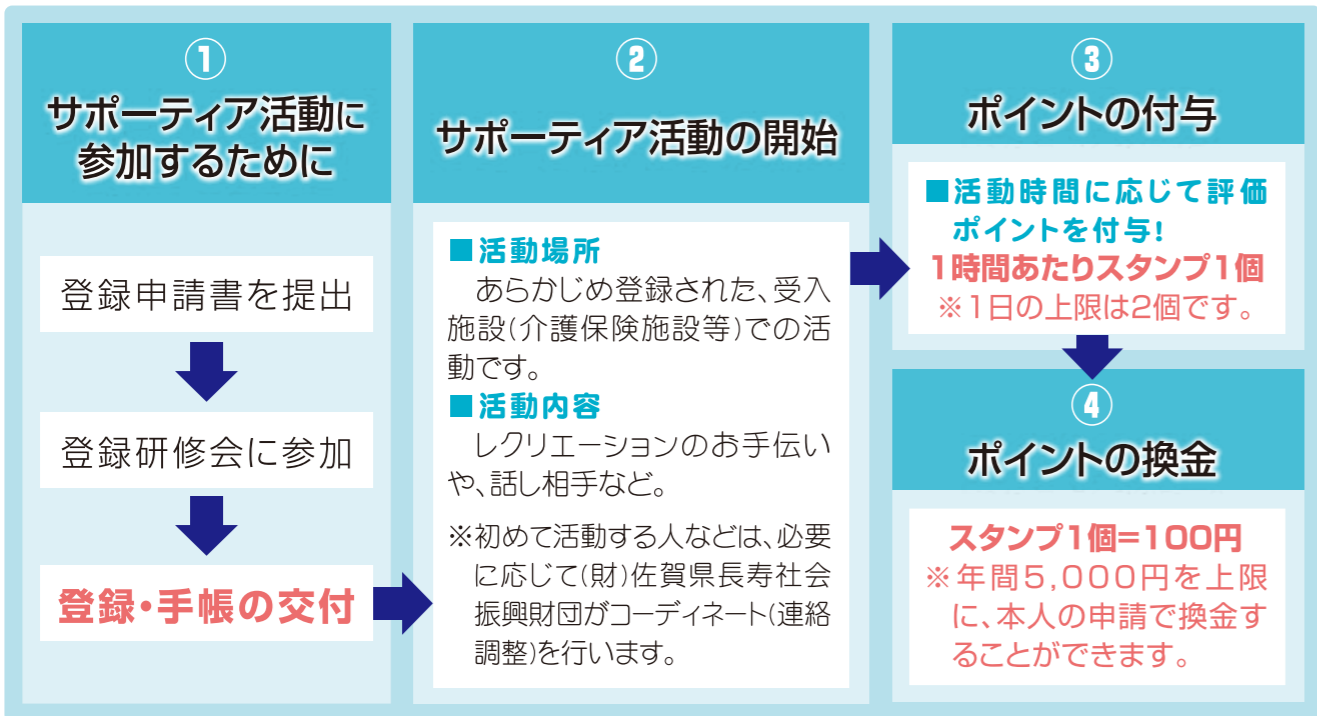 ①
サポーティア活動に
参加するために
登録申請書を提出
登録研修会に参加
登録・手帳の交付
②
サポーティア活動の開始
■活動場所
あらかじめ登録された、受入
施設(介護保険施設等)での活
動です。
■活動内容
レクリエーションのお手伝い
や、話し相手など。
※初めて活動する人などは、必要
に応じて(財)佐賀県長寿社会
振興財団がコーディネート(連絡
調整)を行います。
③
ポイントの付与
■活動時間に応じて評価
ポイントを付与!
1時間あたりスタンプ1個
※1日の上限は2個です。
④
ポイントの換金
スタンプ1個=100円
※年間5,000円を上限
に、本人の申請で換金す
ることができます。